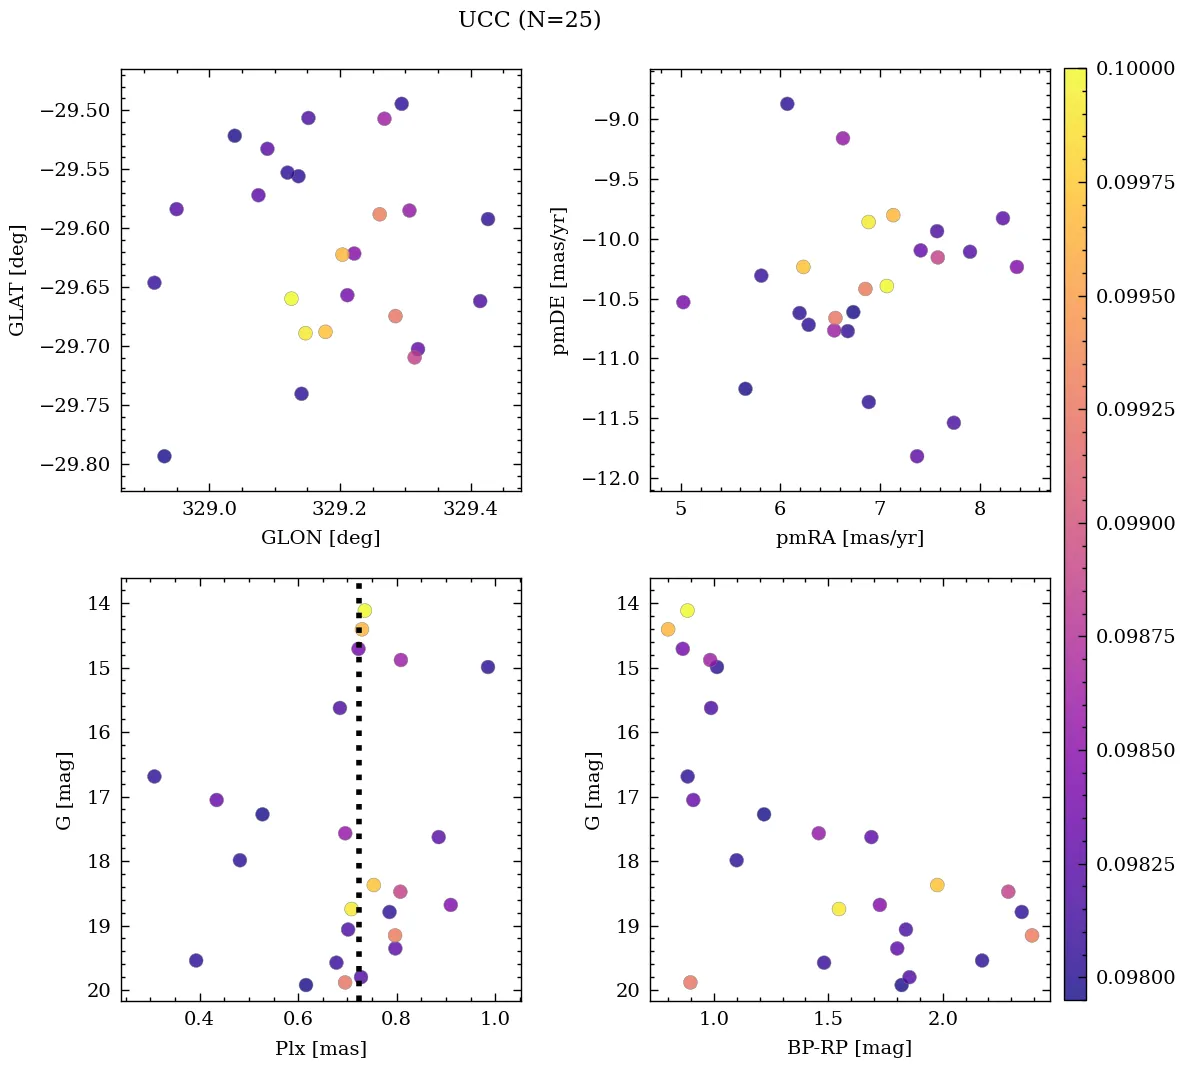 UCC (N=25)
−29.50
−29.55
−29.60
−29.65
−29.70
−29.75
−29.80
GLAT [deg]
329.0 329.2 329.4
GLON [deg]
−9.0
−9.5
−10.0
−10.5
−11.0
−11.5
−12.0
pmDE [mas/yr]
5 6 7 8
pmRA [mas/yr]
14
15
16
17
18
19
20
G [mag]
0.4 0.6 0.8 1.0
Plx [mas]
14
15
16
17
18
19
20
G [mag]
1.0 1.5 2.0
BP-RP [mag]
0.10000
0.09975
0.09950
0.09925
0.09900
0.09875
0.09850
0.09825
0.09800